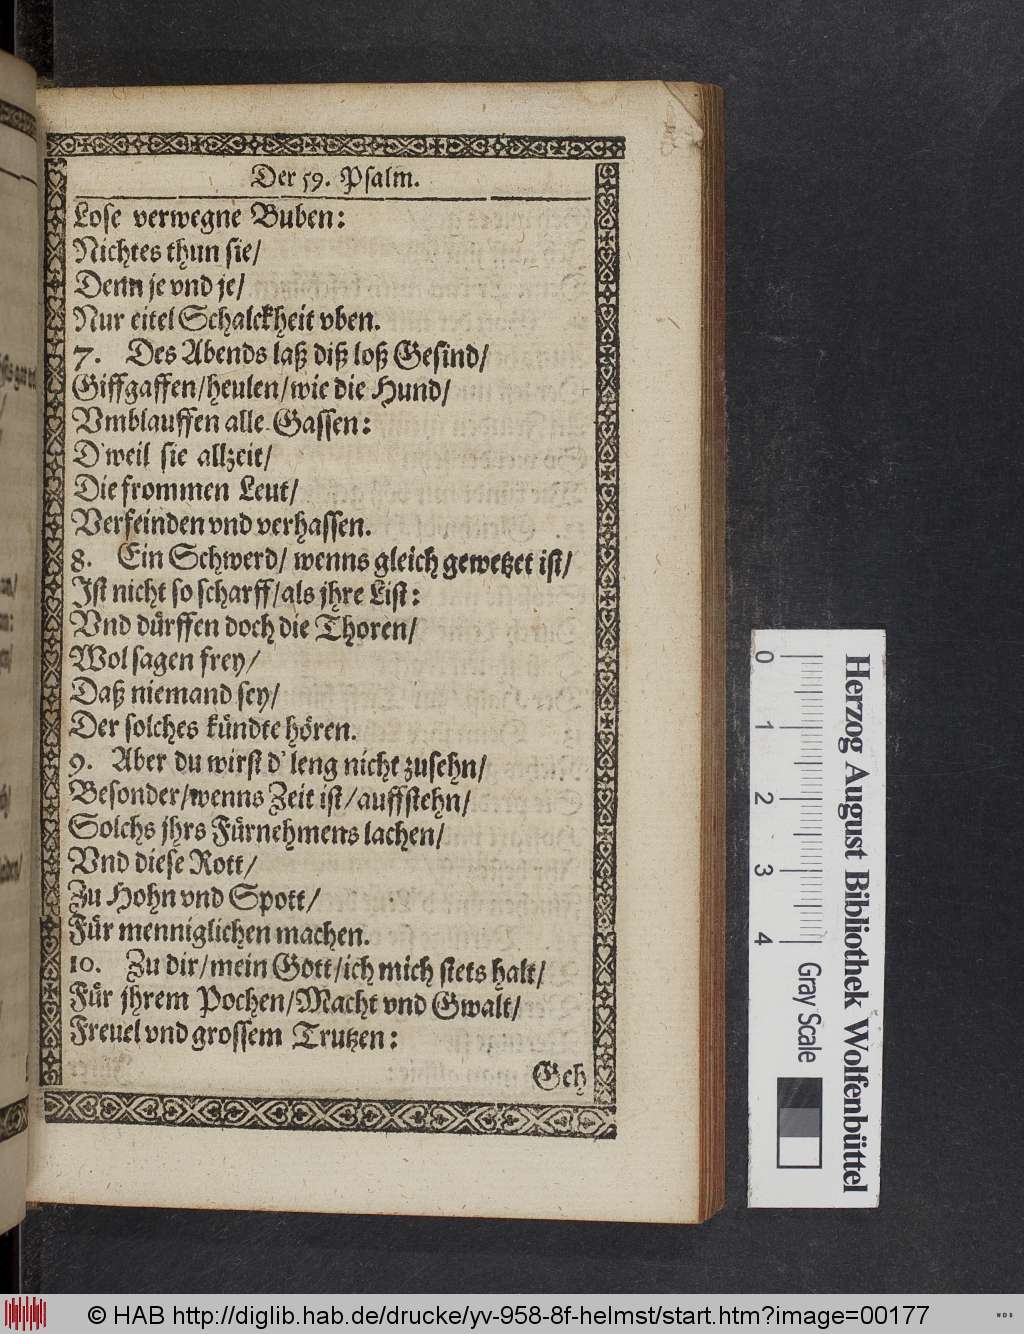 Der 59. Psalm.
Lose verwegne Buben:
Nichtes thun sie/
Denn je vnd je/
Nur eitel Schalckheit vben.
7. Des Abends laß diß loß Gesind/
Giffgaffen/heulen/wie die Hund/
Vmblauffen alle Gassen:
D'weil sie allzeit/
Die frommen Leut/
Verfeinden vnd verhassen.
8. Ein Schwerd/ wenns gleich gewetzet ist/
Ist nicht so scharff/als jhre List:
Vnd dürffen doch die Thoren/
Wol sagen frey/
Daß niemand sey/
Der solches kündte hören.
9. Aber du wirst d' leng nicht zusehn/
Besonder/wenns Zeit ist/auffstehn/
Solchs jhrs Fürnehmens lachen/
Vnd diese Rott/
Zu Hohn vnd Spott/
Für menniglichen machen.
10. Zu dir/mein Gott/ich mich stets halt/
Für jhrem Pochen/Macht vnd Gwalt/
Freuel vnd grossem Trutzen:
Geh
0 1 2 3 4
Gray Scale
Herzog August Bibliothek Wolfenbüttel
© HAB http://diglib.hab.de/drucke/yv-958-8f-helmst/start.htm?image=00177